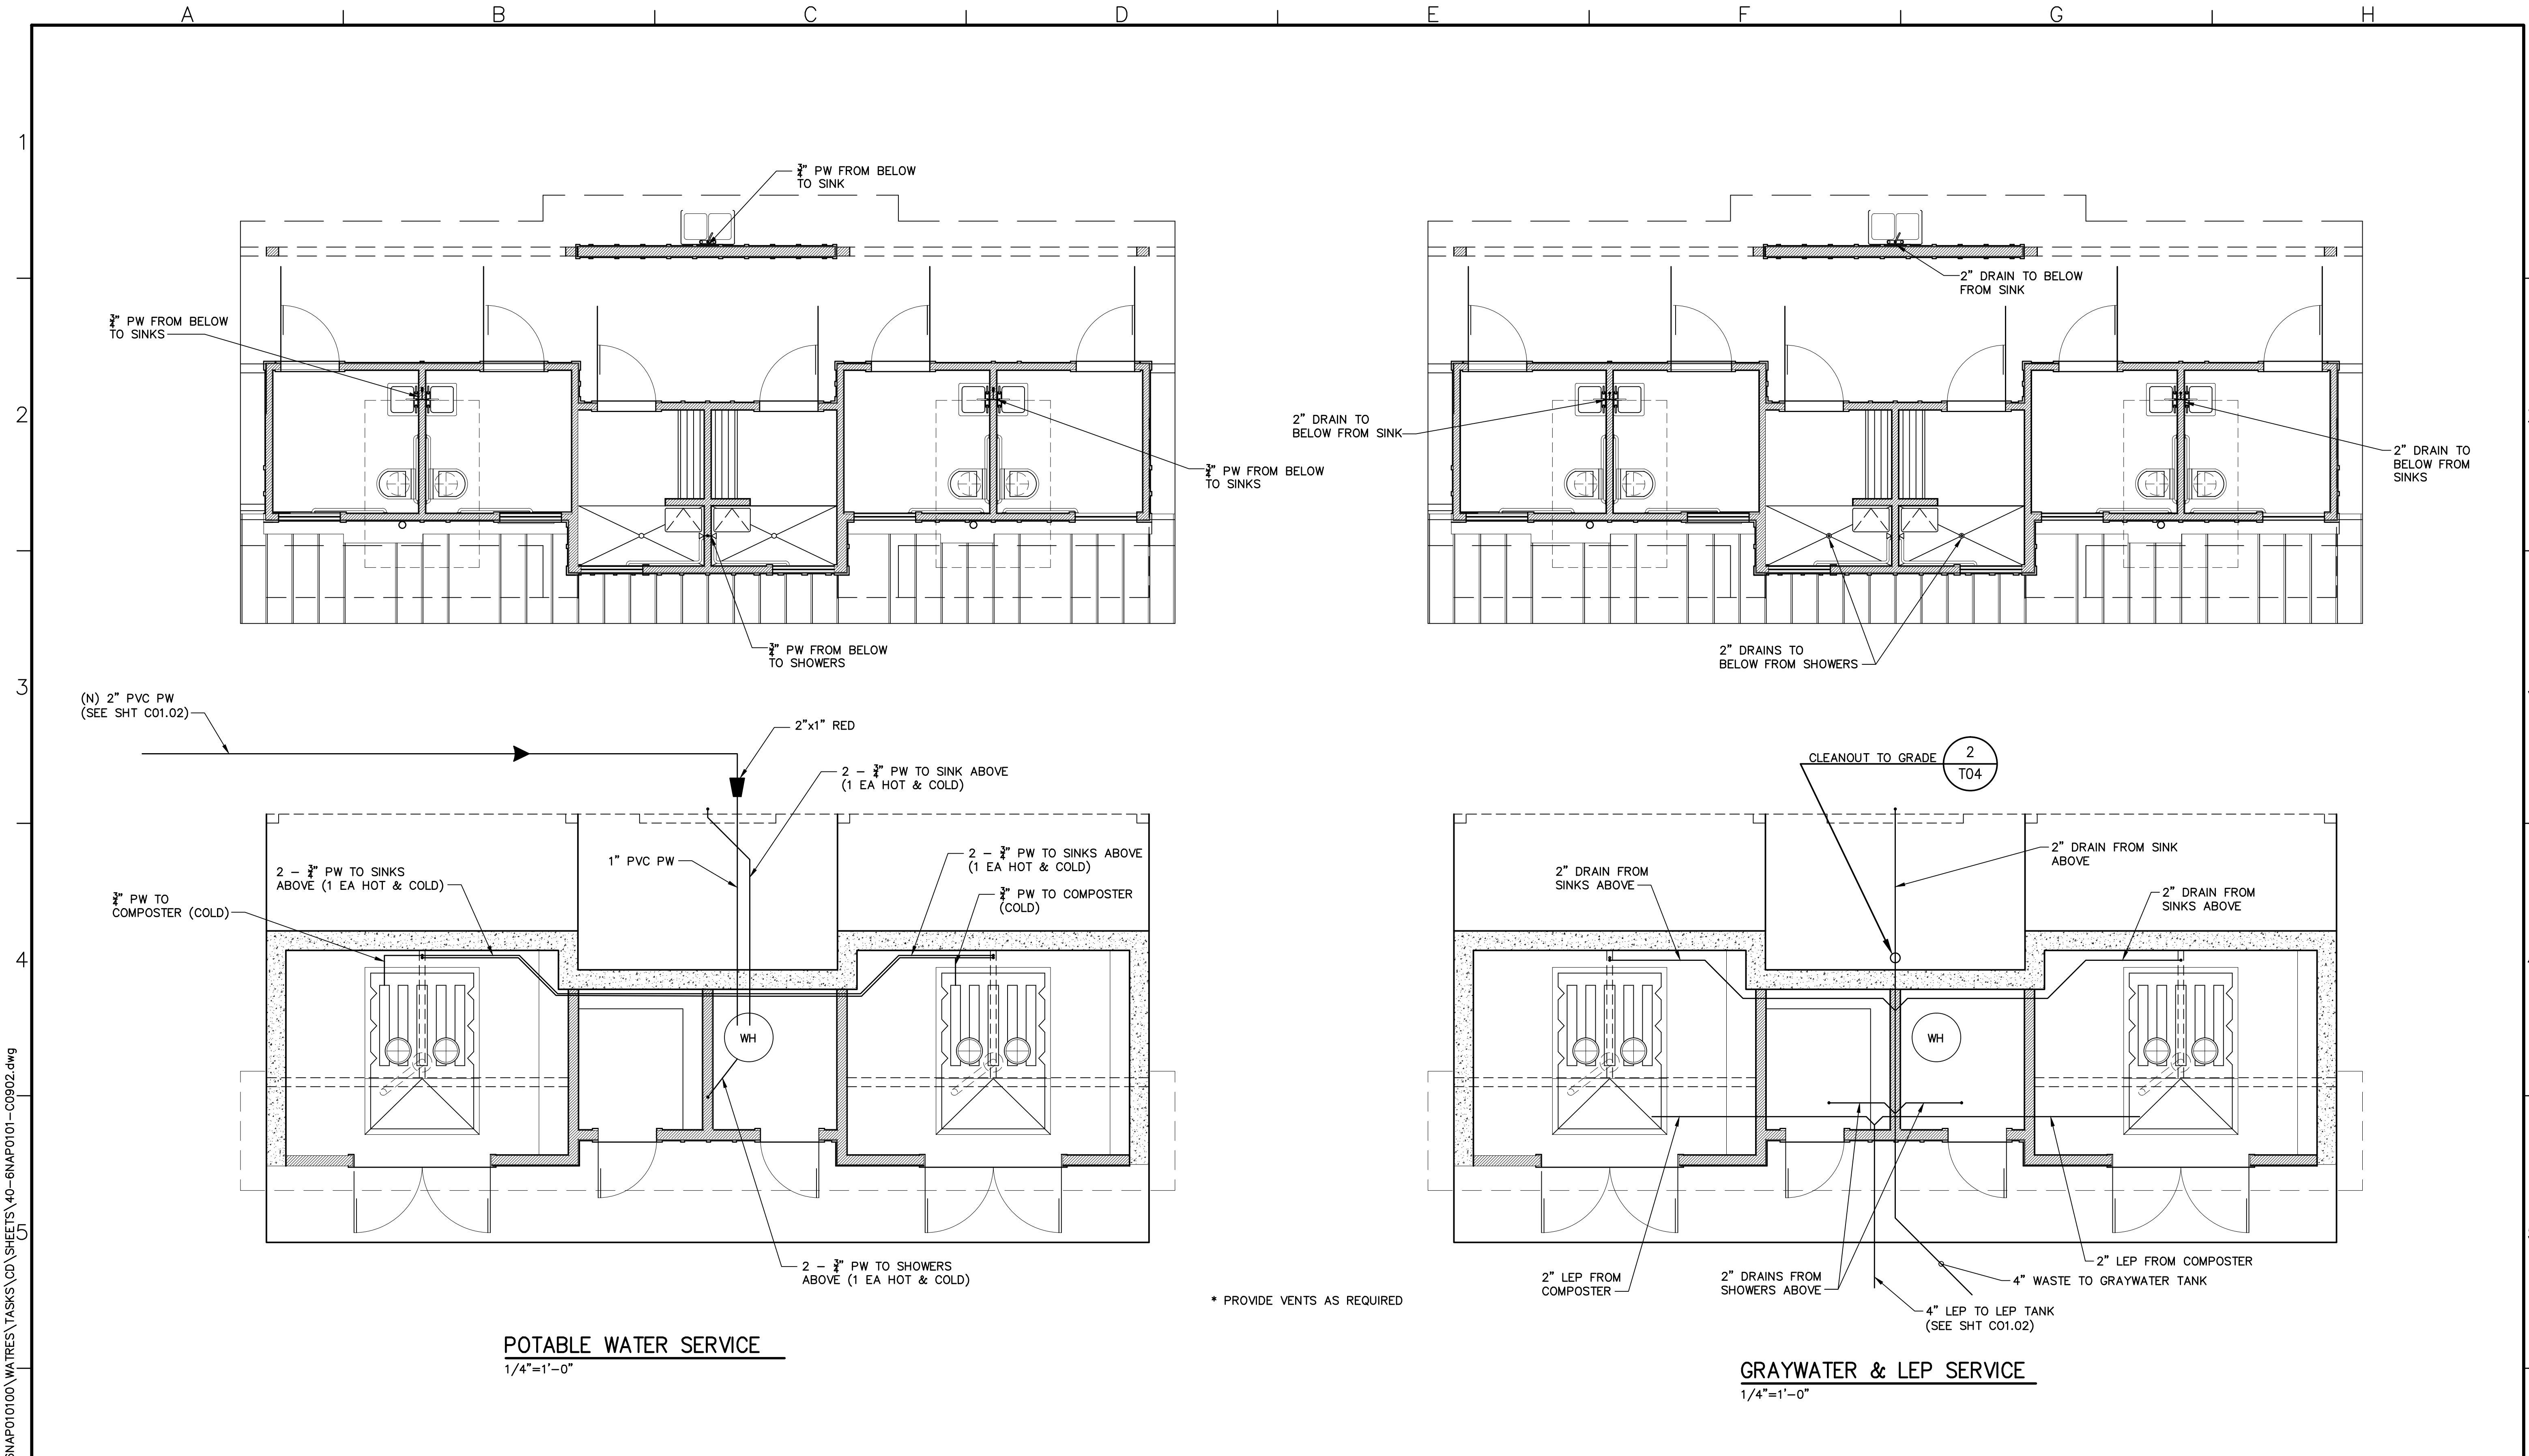 A B C D E F G H
1
2
3
4
5
¾" PW FROM BELOW
TO SINK
¾" PW FROM BELOW
TO SINKS
¾" PW FROM BELOW
TO SINKS
¾" PW FROM BELOW
TO SHOWERS
2" DRAIN TO BELOW
FROM SINK
2" DRAIN TO
BELOW FROM SINK
2" DRAIN TO
BELOW FROM
SINKS
2" DRAINS TO
BELOW FROM SHOWERS
(N) 2" PVC PW
(SEE SHT C01.02)
2"x1" RED
2 - ¾" PW TO SINK ABOVE
(1 EA HOT & COLD)
1" PVC PW
2 - ¾" PW TO SINKS ABOVE
(1 EA HOT & COLD)
2 - ¾" PW TO SINKS
ABOVE (1 EA HOT & COLD)
¾" PW TO
COMPOSTER (COLD)
¾" PW TO COMPOSTER
(COLD)
WH
2 - ¾" PW TO SHOWERS
ABOVE (1 EA HOT & COLD)
POTABLE WATER SERVICE
1/4"=1'-0"
* PROVIDE VENTS AS REQUIRED
CLEANOUT TO GRADE
2
T04
2" DRAIN FROM SINK
ABOVE
2" DRAIN FROM
SINKS ABOVE
2" DRAIN FROM
SINKS ABOVE
WH
2" LEP FROM
COMPOSTER
2" DRAINS FROM
SHOWERS ABOVE
2" LEP FROM COMPOSTER
4" WASTE TO GRAYWATER TANK
4" LEP TO LEP TANK
(SEE SHT C01.02)
GRAYWATER & LEP SERVICE
1/4"=1'-0"
6NAP010100\WATRES\TASKS\CD\SHEETS\40-6NAP0101-C0902.dwg